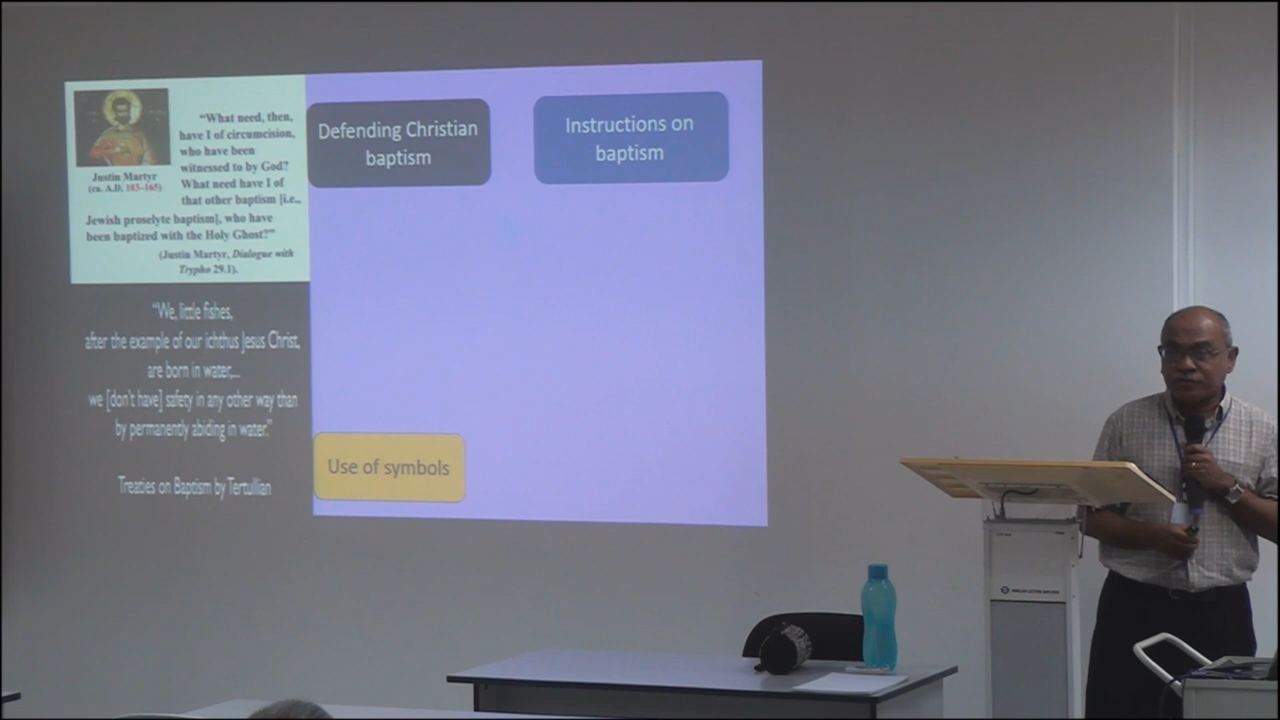 "What need, then,
have I of circumcision,
who have been
witnessed to by God?
What need have I of
that other baptism [i.e.,
Jewish proselyte baptism], who have
been baptized with the Holy Ghost?"
(Justin Martyr, Dialogue with
Trypho 29.1).
Justin Martyr
(ca. A.D. 103-165)
Defending Christian
baptism
Instructions on
baptism
"We, little fishes,
after the example of our ichthus Jesus Christ,
are born in water,...
we [don't have] safety in any other way than
by permanently abiding in water."
Treaties on Baptism by Tertullian
Use of symbols